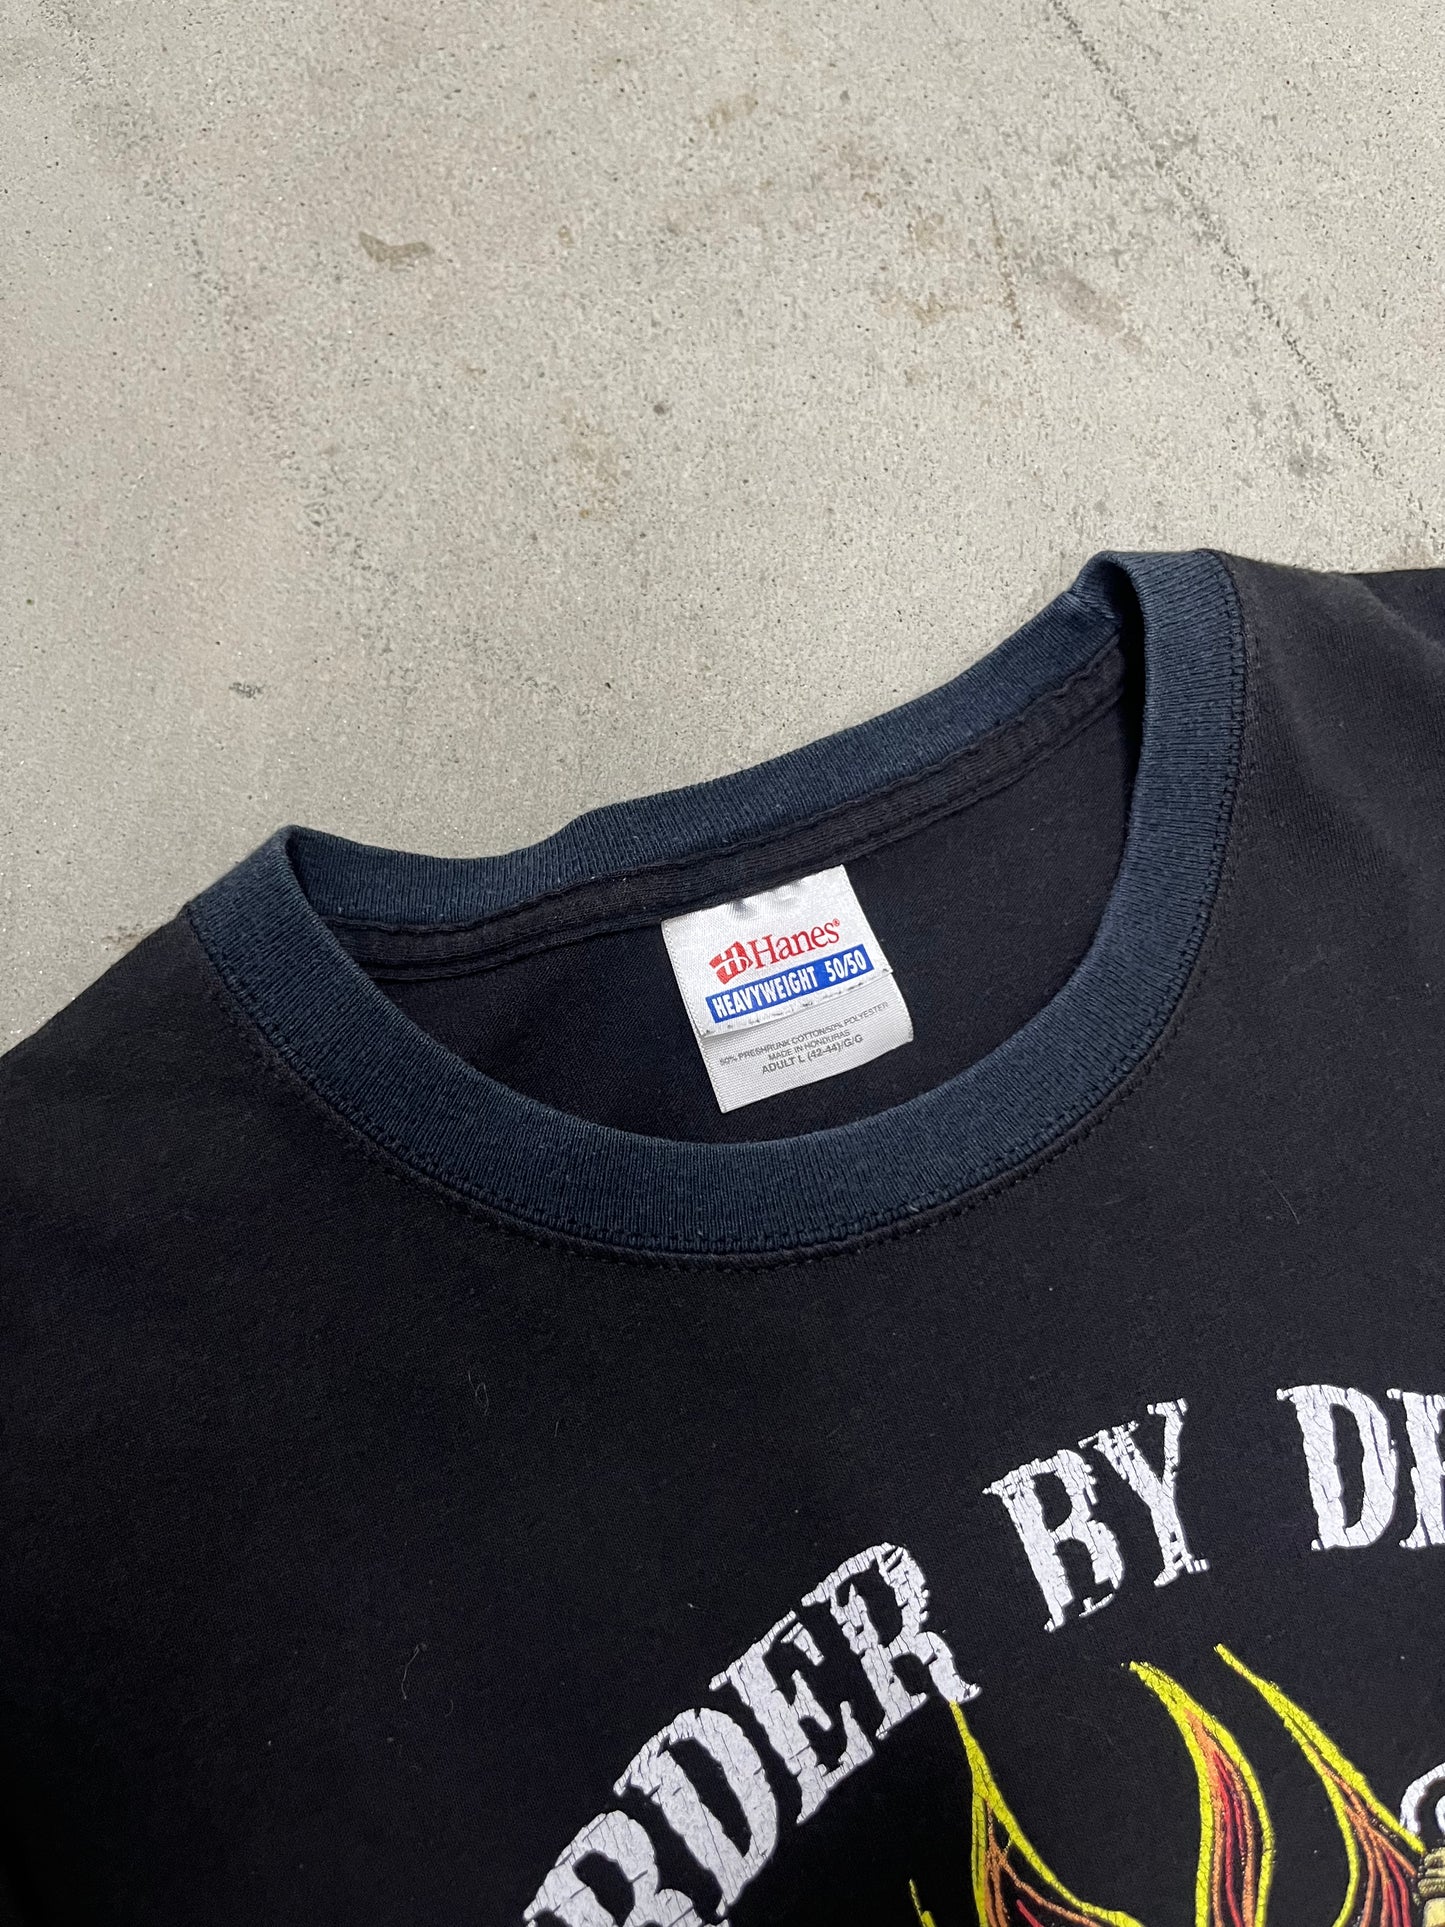 Hanes®
HEAVYWEIGHT 50/50
50% PRESHRUNK COTTON/50% POLYESTER
MADE IN HONDURAS
ADULT L (42-44)/G/G
RDER BY DE